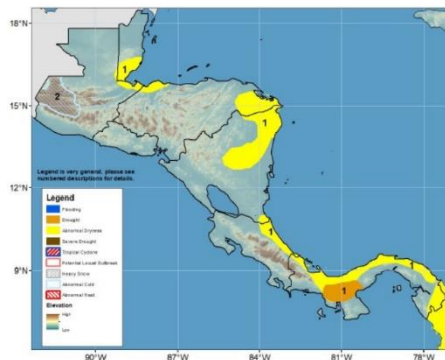 18°N
1
2
15°N
1
Legend is very general, please see
numbered descriptions for details.
12°N
Legend
Flooding
Drought
Abnormal Dryness
Severe Drought
Tropical Cyclone
Potential Locust Outbreak
Heavy Snow
Abnormal Cold
Abnormal Heat
Elevation
High
Low
1
9°N
1
90°W
87°W
84°W
81°W
78°W